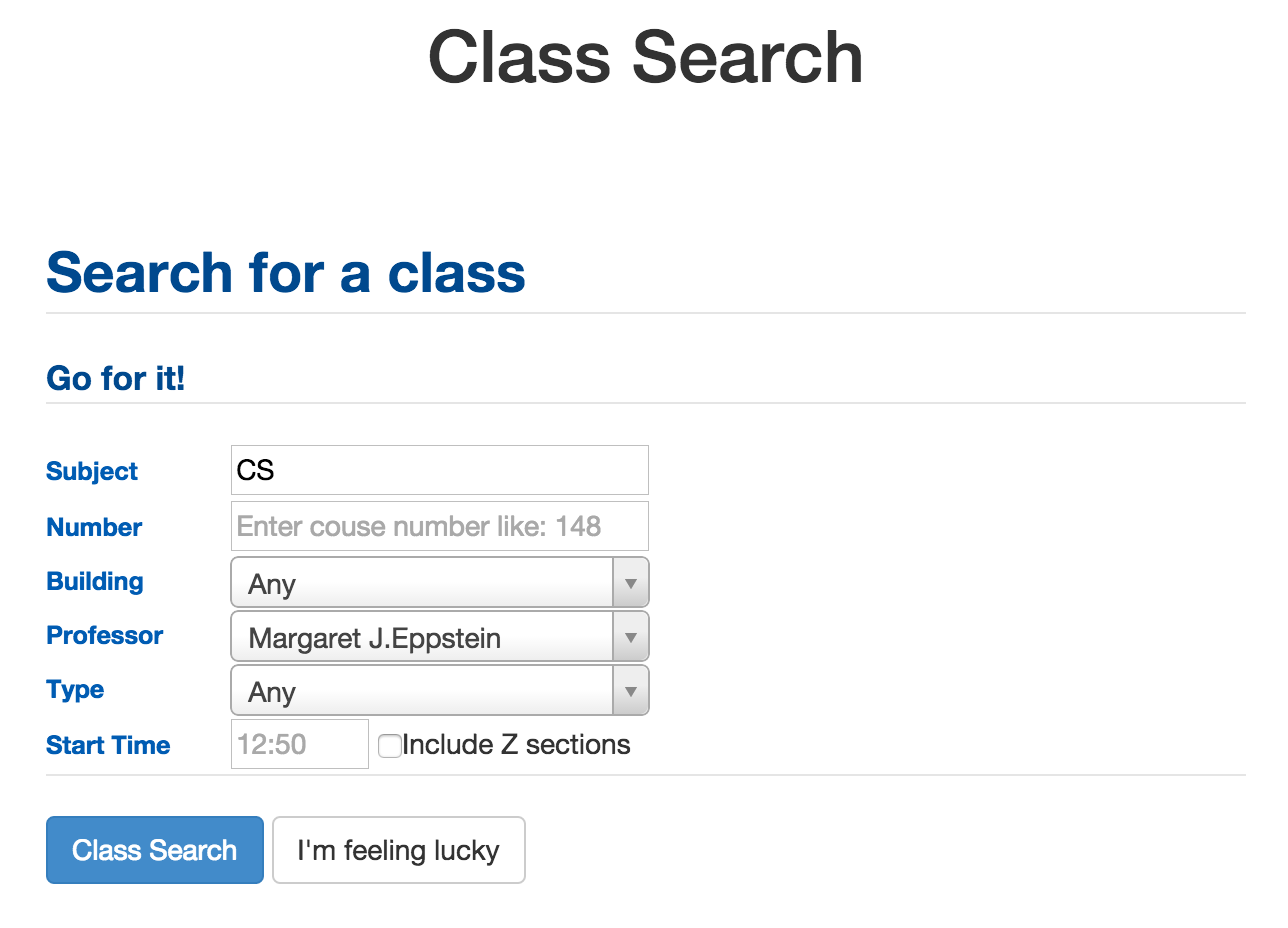 Class Search
Search for a class
Go for it!
Subject CS
Number Enter couse number like: 148
Building Any
Professor Margaret J.Eppstein
Type Any
Start Time 12:50 Include Z sections
Class Search I'm feeling lucky